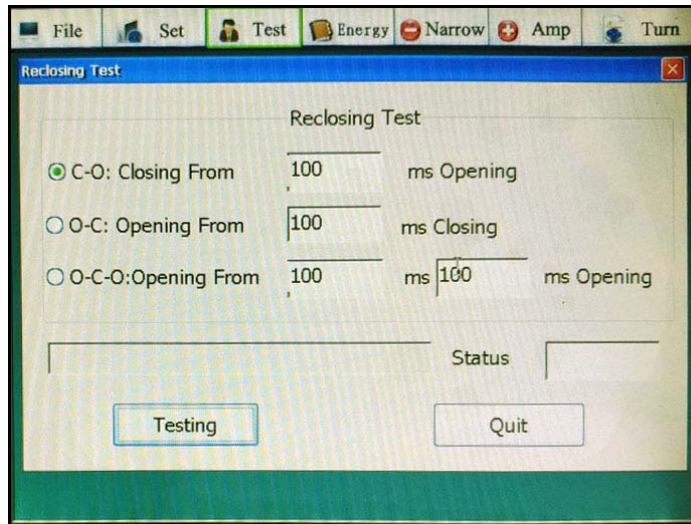 File Set Test Energy Narrow Amp Turn
Reclosing Test
Reclosing Test
C-O: Closing From 100 ms Opening
O-C: Opening From 100 ms Closing
O-C-O:Opening From 100 ms 100 ms Opening
Status
Testing Quit